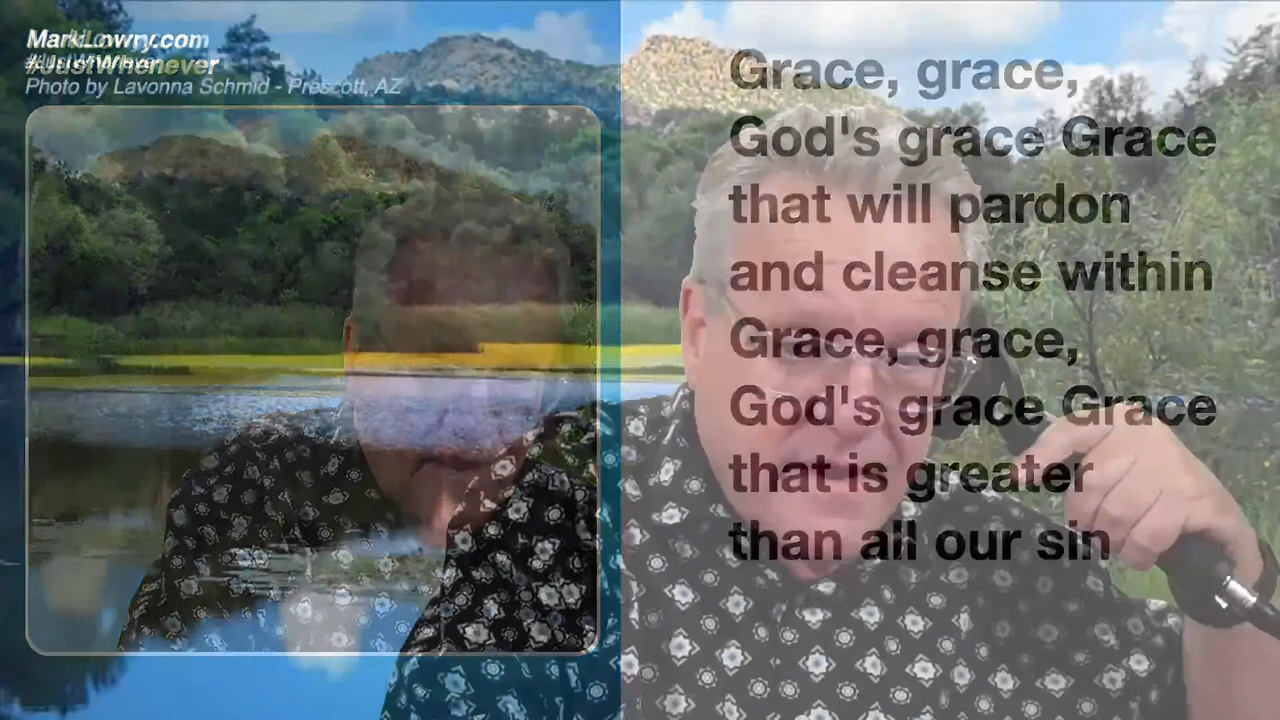 MarkLowry.com
#JustWhenever
Photo by Lavonna Schmid - Prescott, AZ
Grace, grace,
God's grace Grace
that will pardon
and cleanse within
Grace, grace,
God's grace Grace
that is greater
than all our sin